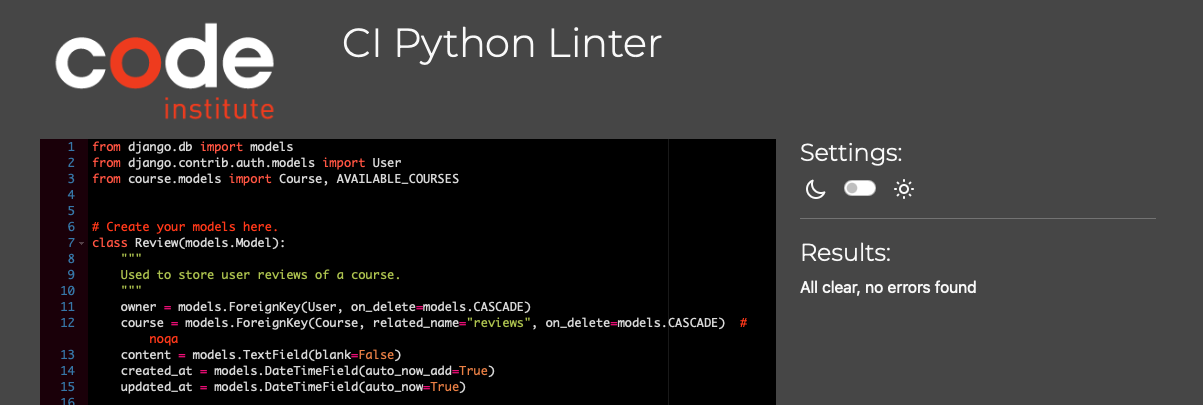 code
institute
CI Python Linter
1 from django.db import models
2 from django.contrib.auth.models import User
3 from course.models import Course, AVAILABLE_COURSES
4
5
6 # Create your models here.
7 class Review(models.Model):
8     """
9     Used to store user reviews of a course.
10     """
11     owner = models.ForeignKey(User, on_delete=models.CASCADE)
12     course = models.ForeignKey(Course, related_name="reviews", on_delete=models.CASCADE)  #
noqa
13     content = models.TextField(blank=False)
14     created_at = models.DateTimeField(auto_now_add=True)
15     updated_at = models.DateTimeField(auto_now=True)
16
Settings:
Results:
All clear, no errors found